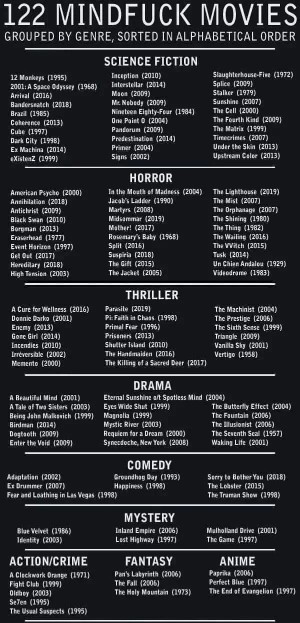 122 MINDFUCK MOVIES
GROUPED BY GENRE, SORTED IN ALPHABETICAL ORDER
SCIENCE FICTION
12 Monkeys (1995)
2001: A Space Odyssey (1968)
Arrival (2016)
Bandersnatch (2018)
Brazil (1985)
Coherence (2013)
Cube (1997)
Dark City (1998)
Ex Machina (2014)
eXistenZ (1999)
Inception (2010)
Interstellar (2014)
Moon (2009)
Mr. Nobody (2009)
Nineteen Eighty-Four (1984)
One Point O (2004)
Pandorum (2009)
Predestination (2014)
Primer (2004)
Signs (2002)
Slaughterhouse-Five (1972)
Splice (2009)
Stalker (1979)
Sunshine (2007)
The Cell (2000)
The Fourth Kind (2009)
The Matrix (1999)
Timecrimes (2007)
Under the Skin (2013)
Upstream Color (2013)
HORROR
American Psycho (2000)
Annihilation (2018)
Antichrist (2009)
Black Swan (2010)
Borgman (2013)
Eraserhead (1977)
Event Horizon (1997)
Get Out (2017)
Hereditary (2018)
High Tension (2003)
In the Mouth of Madness (2004)
Jacob's Ladder (1990)
Martyrs (2008)
Midsommar (2019)
Mother! (2017)
Rosemary's Baby (1968)
Split (2016)
Suspiria (2018)
The Gift (2015)
The Jacket (2005)
The Lighthouse (2019)
The Mist (2007)
The Orphanage (2007)
The Shining (1980)
The Thing (1982)
The Wailing (2016)
The VVitch (2015)
Tusk (2014)
Un Chien Andalou (1929)
Videodrome (1983)
THRILLER
A Cure for Wellness (2016)
Donnie Darko (2001)
Enemy (2013)
Gone Girl (2014)
Incendies (2010)
Irréversible (2002)
Memento (2000)
Parasite (2019)
Pi: Faith in Chaos (1998)
Primal Fear (1996)
Prisoners (2013)
Shutter Island (2010)
The Handmaiden (2016)
The Killing of a Sacred Deer (2017)
The Machinist (2004)
The Prestige (2006)
The Sixth Sense (1999)
Triangle (2009)
Vanilla Sky (2001)
Vertigo (1958)
DRAMA
A Beautiful Mind (2001)
A Tale of Two Sisters (2003)
Being John Malkovich (1999)
Birdman (2014)
Dogtooth (2009)
Enter the Void (2009)
Eternal Sunshine o/t Spotless Mind (2004)
Eyes Wide Shut (1999)
Magnolia (1999)
Mystic River (2003)
Requiem for a Dream (2000)
Synecdoche, New York (2008)
The Butterfly Effect (2004)
The Fountain (2006)
The Illusionist (2006)
The Seventh Seal (1957)
Waking Life (2001)
COMEDY
Adaptation (2002)
Ex Drummer (2007)
Fear and Loathing in Las Vegas (1998)
Groundhog Day (1993)
Happiness (1998)
Sorry to Bother You (2018)
The Lobster (2015)
The Truman Show (1998)
MYSTERY
Blue Velvet (1986)
Identity (2003)
Inland Empire (2006)
Lost Highway (1997)
Mulholland Drive (2001)
The Game (1997)
ACTION/CRIME
A Clockwork Orange (1971)
Fight Club (1999)
Oldboy (2003)
Se7en (1995)
The Usual Suspects (1995)
FANTASY
Pan's Labyrinth (2006)
The Fall (2006)
The Holy Mountain (1973)
ANIME
Paprika (2006)
Perfect Blue (1997)
The End of Evangelion (1997)